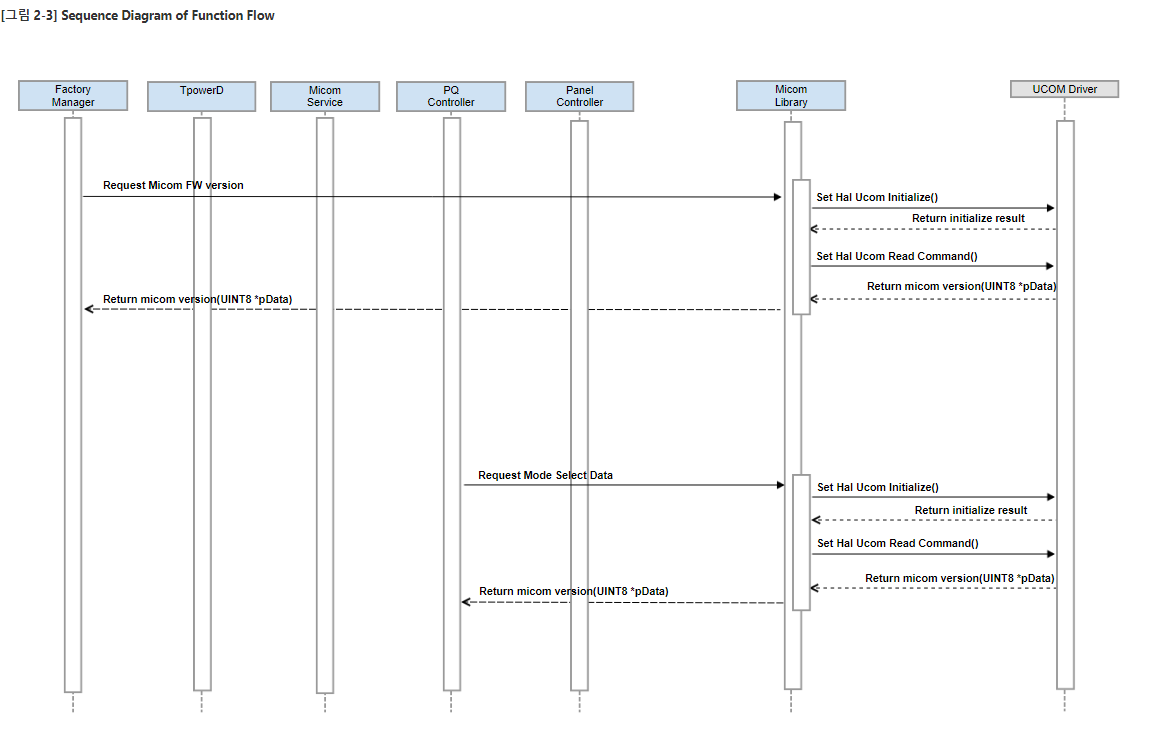 [그림 2-3] Sequence Diagram of Function Flow
Factory
Manager
TpowerD
Micom
Service
PQ
Controller
Panel
Controller
Micom
Library
UCOM Driver
Request Micom FW version
Set Hal Ucom Initialize()
Return initialize result
Set Hal Ucom Read Command()
Return micom version(UINT8 *pData)
Return micom version(UINT8 *pData)
Request Mode Select Data
Set Hal Ucom Initialize()
Return initialize result
Set Hal Ucom Read Command()
Return micom version(UINT8 *pData)
Return micom version(UINT8 *pData)